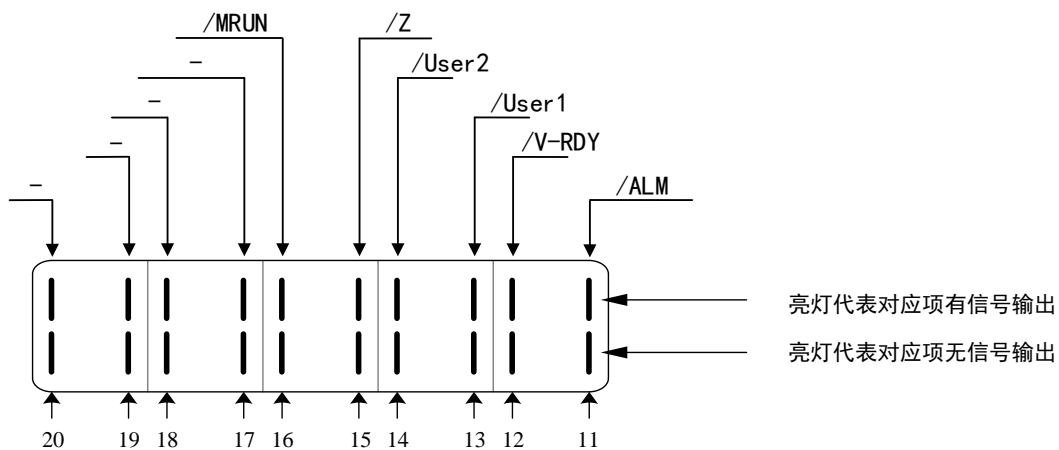 /MRUN
/Z
-
/User2
-
/User1
-
/V-RDY
-
/ALM
亮灯代表对应项有信号输出
亮灯代表对应项无信号输出
20 19 18 17 16 15 14 13 12 11